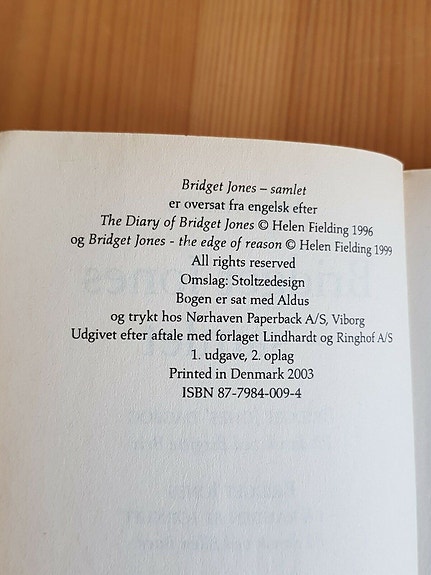 Bridget Jones – samlet
er oversat fra engelsk efter
The Diary of Bridget Jones © Helen Fielding 1996
og Bridget Jones - the edge of reason © Helen Fielding 1999
All rights reserved
Omslag: Stoltzedesign
Bogen er sat med Aldus
og trykt hos Nørhaven Paperback A/S, Viborg
Udgivet efter aftale med forlaget Lindhardt og Ringhof A/S
1. udgave, 2. oplag
Printed in Denmark 2003
ISBN 87-7984-009-4